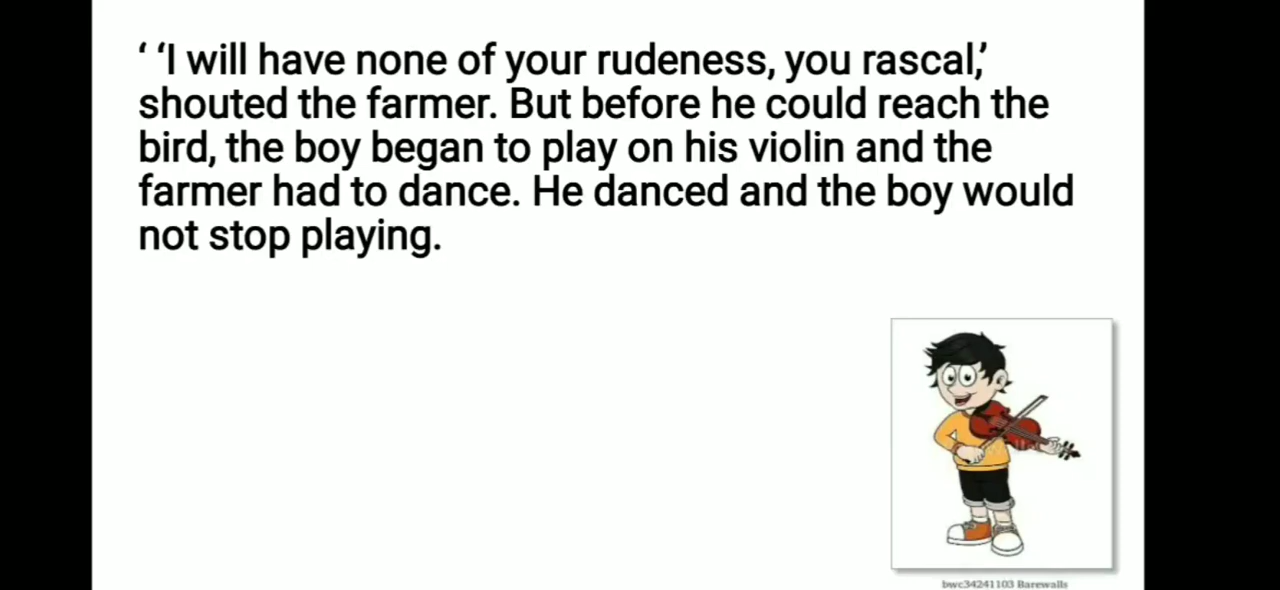 ‘ ‘I will have none of your rudeness, you rascal,’
shouted the farmer. But before he could reach the
bird, the boy began to play on his violin and the
farmer had to dance. He danced and the boy would
not stop playing.
bwc34241103 Barewalls